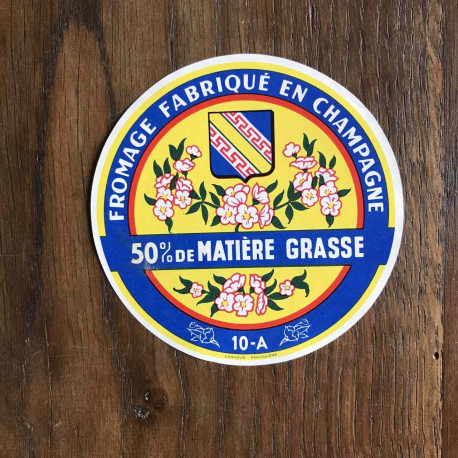 FROMAGE FABRIQUÉ EN CHAMPAGNE
50% DE MATIÈRE GRASSE
10-A